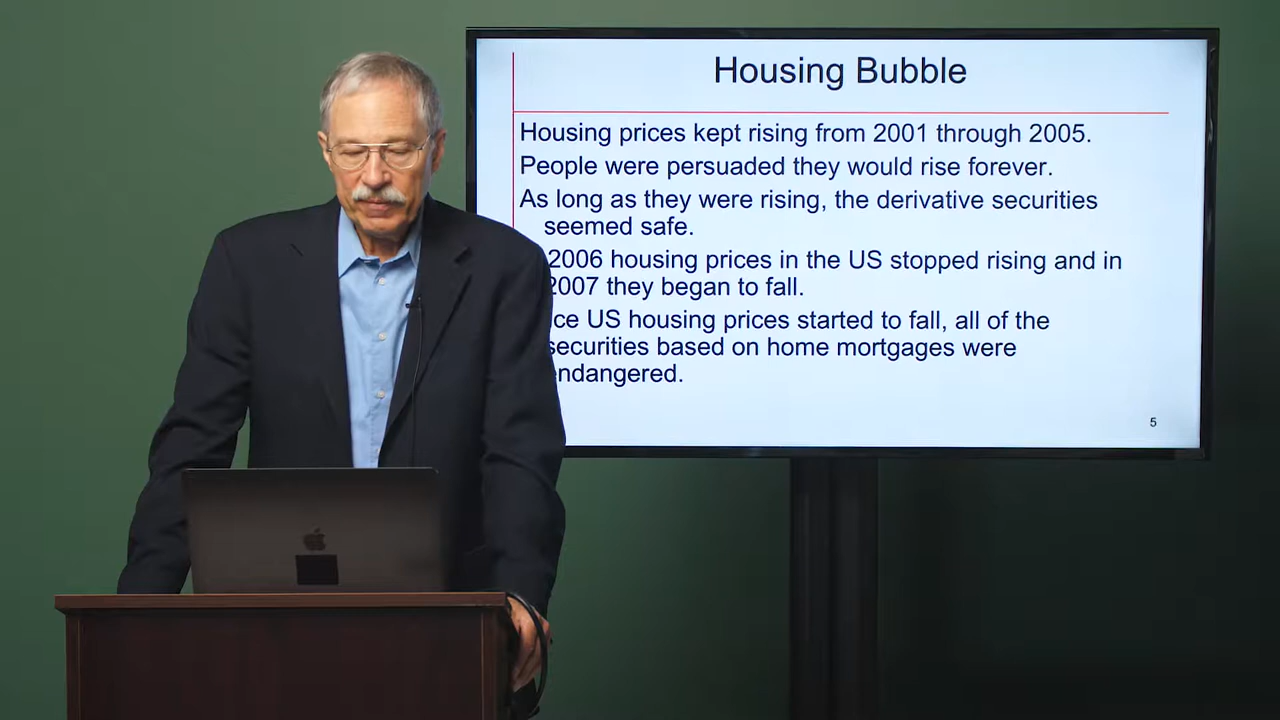 Housing Bubble
Housing prices kept rising from 2001 through 2005.
People were persuaded they would rise forever.
As long as they were rising, the derivative securities
seemed safe.
2006 housing prices in the US stopped rising and in
2007 they began to fall.
US housing prices started to fall, all of the
securities based on home mortgages were
endangered.
5